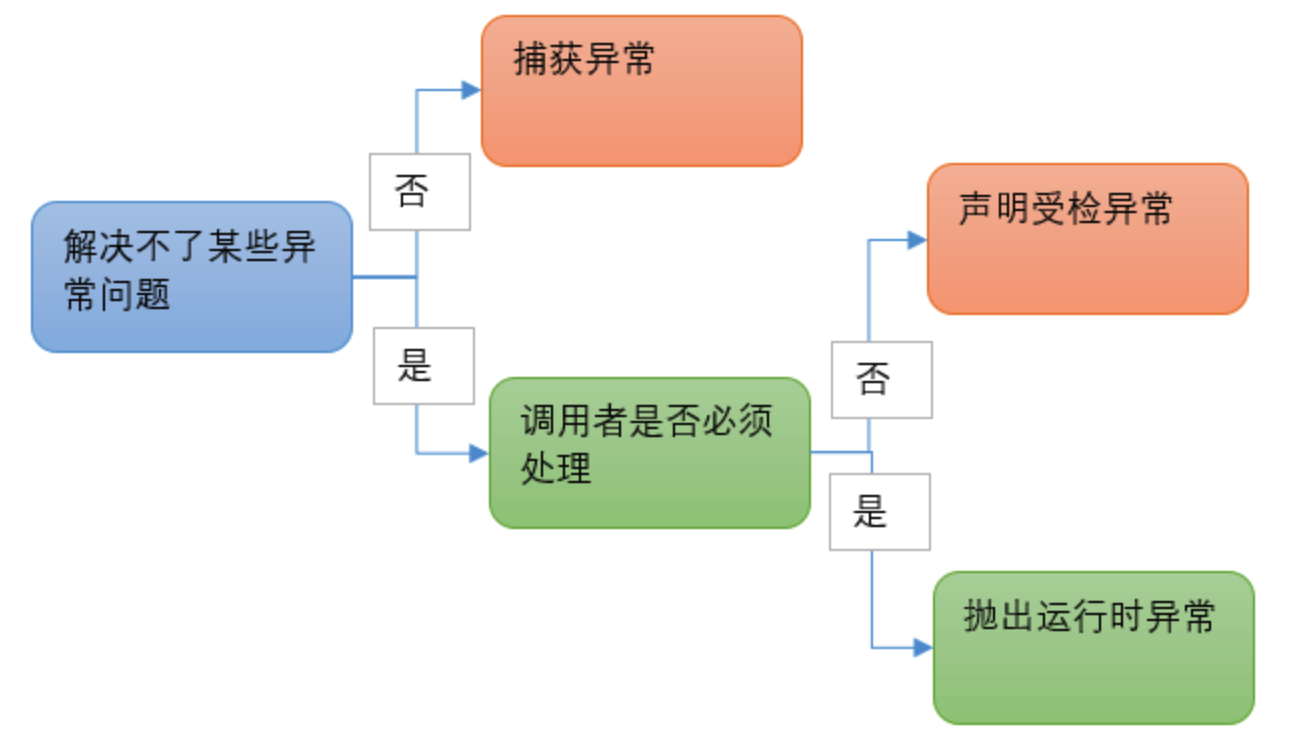 捕获异常
否
声明受检异常
解决不了某些异
常问题
是
否
调用者是否必须
处理
是
抛出运行时异常